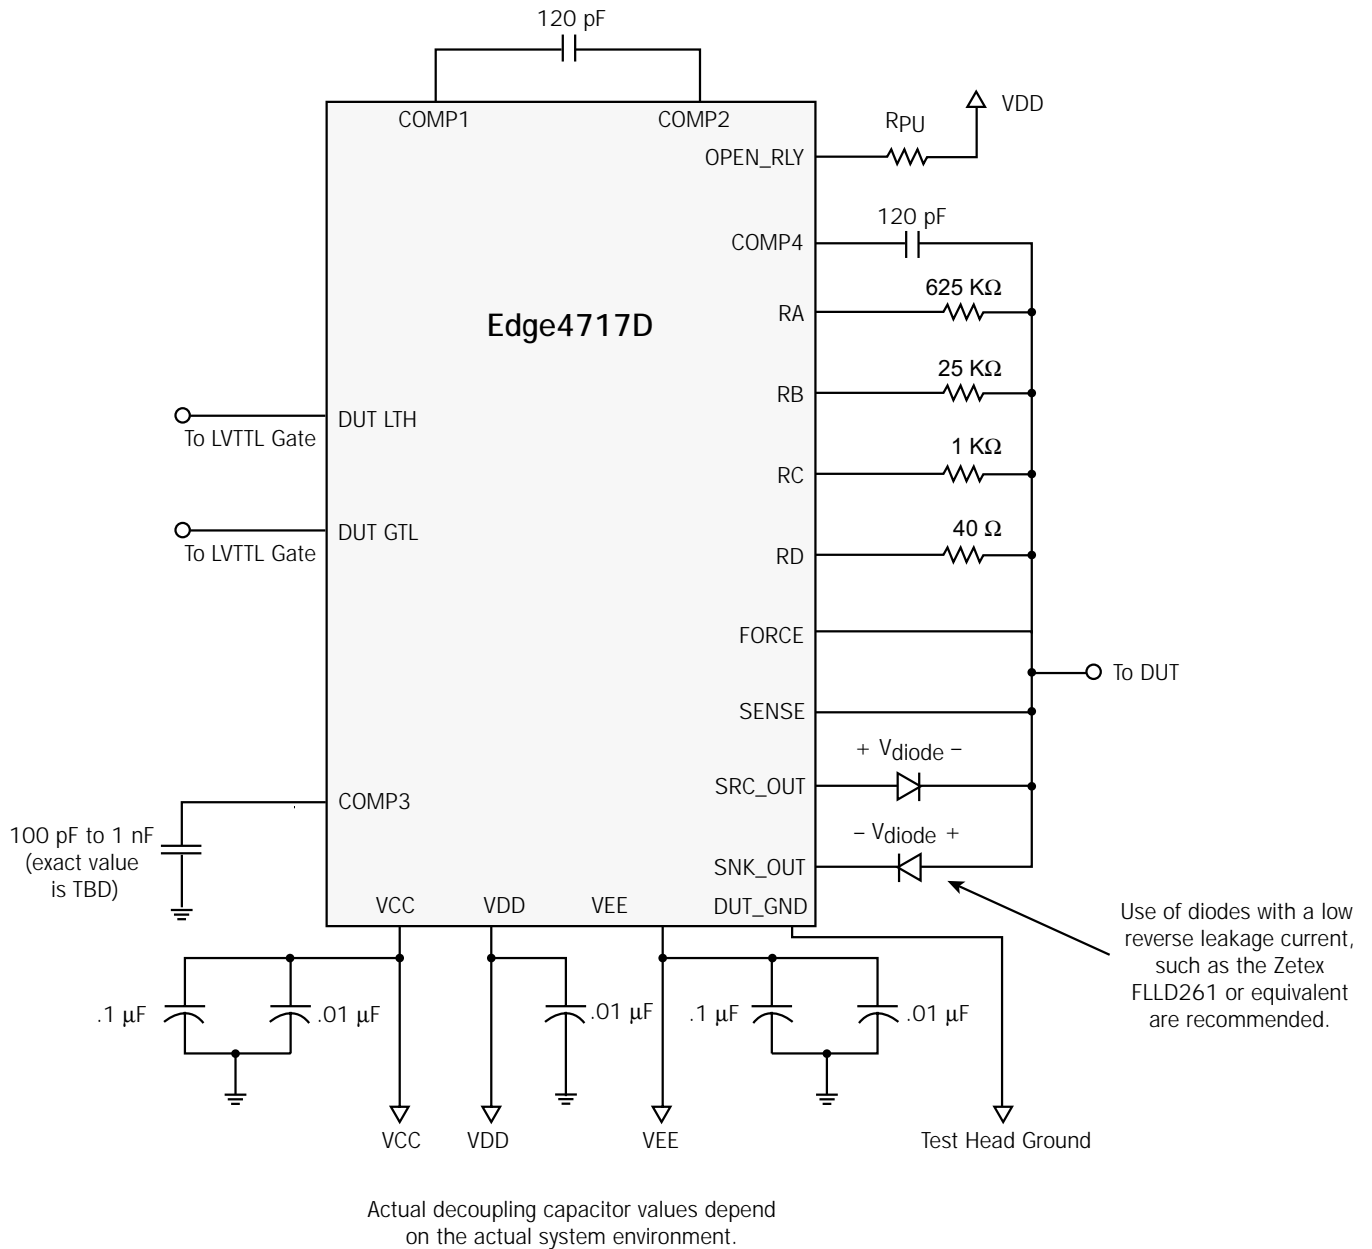 120 pF
COMP1
COMP2
RPU
VDD
OPEN_RLY
120 pF
COMP4
625 KΩ
RA
Edge4717D
25 KΩ
RB
DUT LTH
To LVTTL Gate
1 KΩ
RC
40 Ω
DUT GTL
To LVTTL Gate
RD
FORCE
To DUT
SENSE
+ Vdiode –
SRC_OUT
COMP3
100 pF to 1 nF
(exact value
is TBD)
– Vdiode +
SNK_OUT
VCC
VDD
VEE
DUT_GND
Use of diodes with a low
reverse leakage current,
such as the Zetex
FLLD261 or equivalent
are recommended.
.1 µF
.01 µF
.01 µF
.1 µF
.01 µF
VCC
VDD
VEE
Test Head Ground
Actual decoupling capacitor values depend
on the actual system environment.